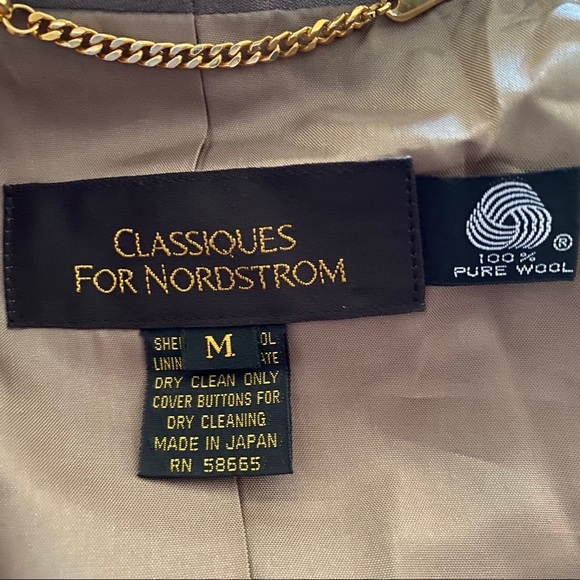 CLASSIQUES
FOR NORDSTROM
100%
PURE WOOL
®
M
DRY CLEAN ONLY
COVER BUTTONS FOR
DRY CLEANING
MADE IN JAPAN
RN 58665